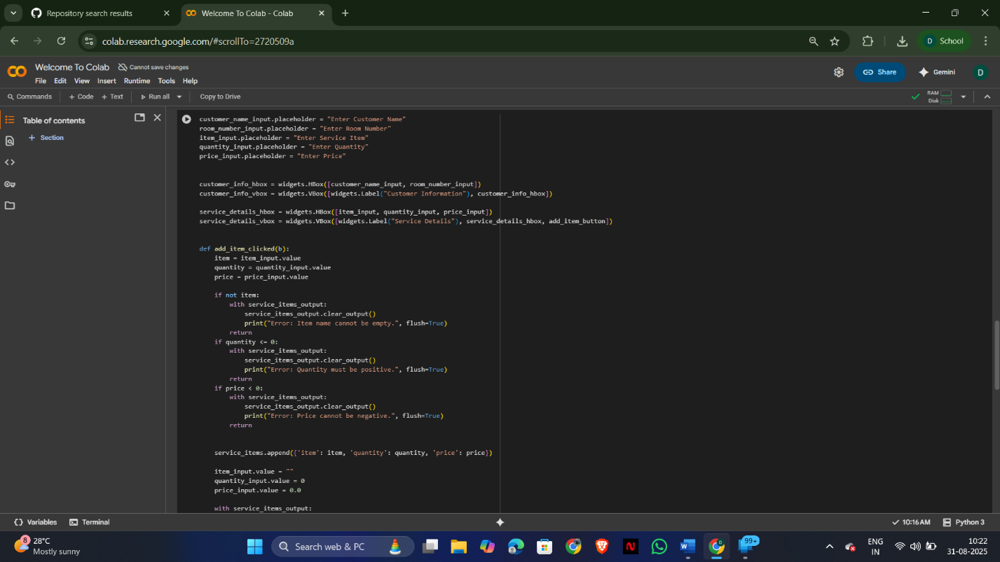 Repository search results
Welcome To Colab - Colab
colab.research.google.com/#scrollTo=2720509a
D School
Welcome To Colab
Cannot save changes
File Edit View Insert Runtime Tools Help
Share
Gemini
D
Commands
+ Code + Text
Run all
Copy to Drive
RAM
Disk
Table of contents
+ Section
customer_name_input.placeholder = "Enter Customer Name"
room_number_input.placeholder = "Enter Room Number"
item_input.placeholder = "Enter Service Item"
quantity_input.placeholder = "Enter Quantity"
price_input.placeholder = "Enter Price"
customer_info_hbox = widgets.HBox([customer_name_input, room_number_input])
customer_info_vbox = widgets.VBox([widgets.Label("Customer Information"), customer_info_hbox])
service_details_hbox = widgets.HBox([item_input, quantity_input, price_input])
service_details_vbox = widgets.VBox([widgets.Label("Service Details"), service_details_hbox, add_item_button])
def add_item_clicked(b):
item = item_input.value
quantity = quantity_input.value
price = price_input.value
if not item:
with service_items_output:
service_items_output.clear_output()
print("Error: Item name cannot be empty.", flush=True)
return
if quantity <= 0:
with service_items_output:
service_items_output.clear_output()
print("Error: Quantity must be positive.", flush=True)
return
if price < 0:
with service_items_output:
service_items_output.clear_output()
print("Error: Price cannot be negative.", flush=True)
return
service_items.append({'item': item, 'quantity': quantity, 'price': price})
item_input.value = ""
quantity_input.value = 0
price_input.value = 0.0
with service_items_output:
Variables
Terminal
10:16 AM
Python 3
8
28°C
Mostly sunny
Search web & PC
99+
ENG
IN
10:22
31-08-2025